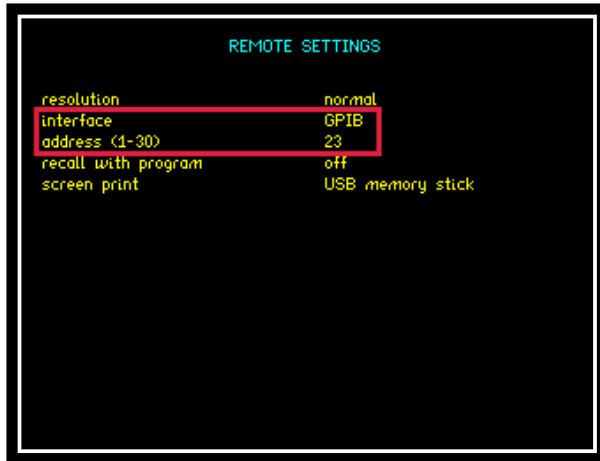 REMOTE SETTINGS
resolution normal
interface GPIB
address (1-30) 23
recall with program off
screen print USB memory stick